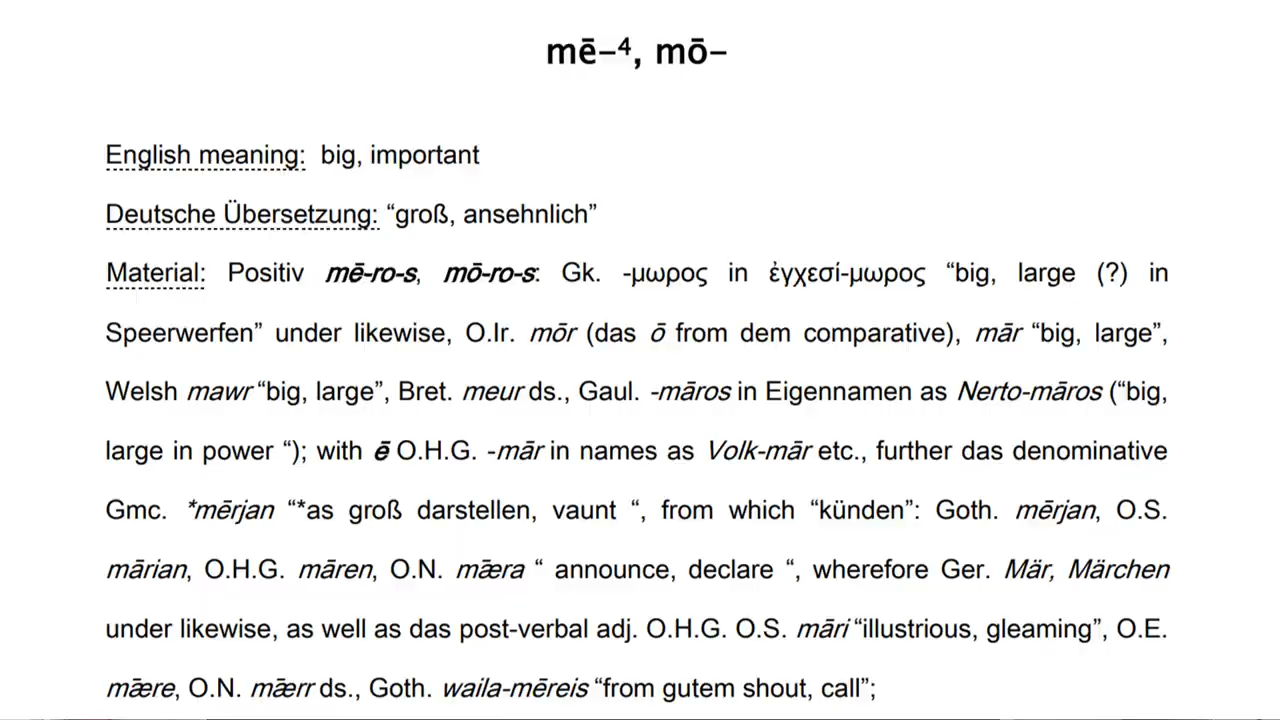 mē–⁴, mō–
English meaning: big, important
Deutsche Übersetzung: “groß, ansehnlich”
Material: Positiv mē-ro-s, mō-ro-s: Gk. -μωρος in ἐγχεσί-μωρος “big, large (?) in
Speerwerfen” under likewise, O.Ir. mōr (das ō from dem comparative), mār “big, large”,
Welsh mawr “big, large”, Bret. meur ds., Gaul. -māros in Eigennamen as Nerto-māros (“big,
large in power “); with ē O.H.G. -mār in names as Volk-mār etc., further das denominative
Gmc. *mērjan “*as groß darstellen, vaunt “, from which “künden”: Goth. mērjan, O.S.
mārian, O.H.G. māren, O.N. mǣra “ announce, declare “, wherefore Ger. Mär, Märchen
under likewise, as well as das post-verbal adj. O.H.G. O.S. māri “illustrious, gleaming”, O.E.
mǣre, O.N. mǣrr ds., Goth. waila-mēreis “from gutem shout, call”;